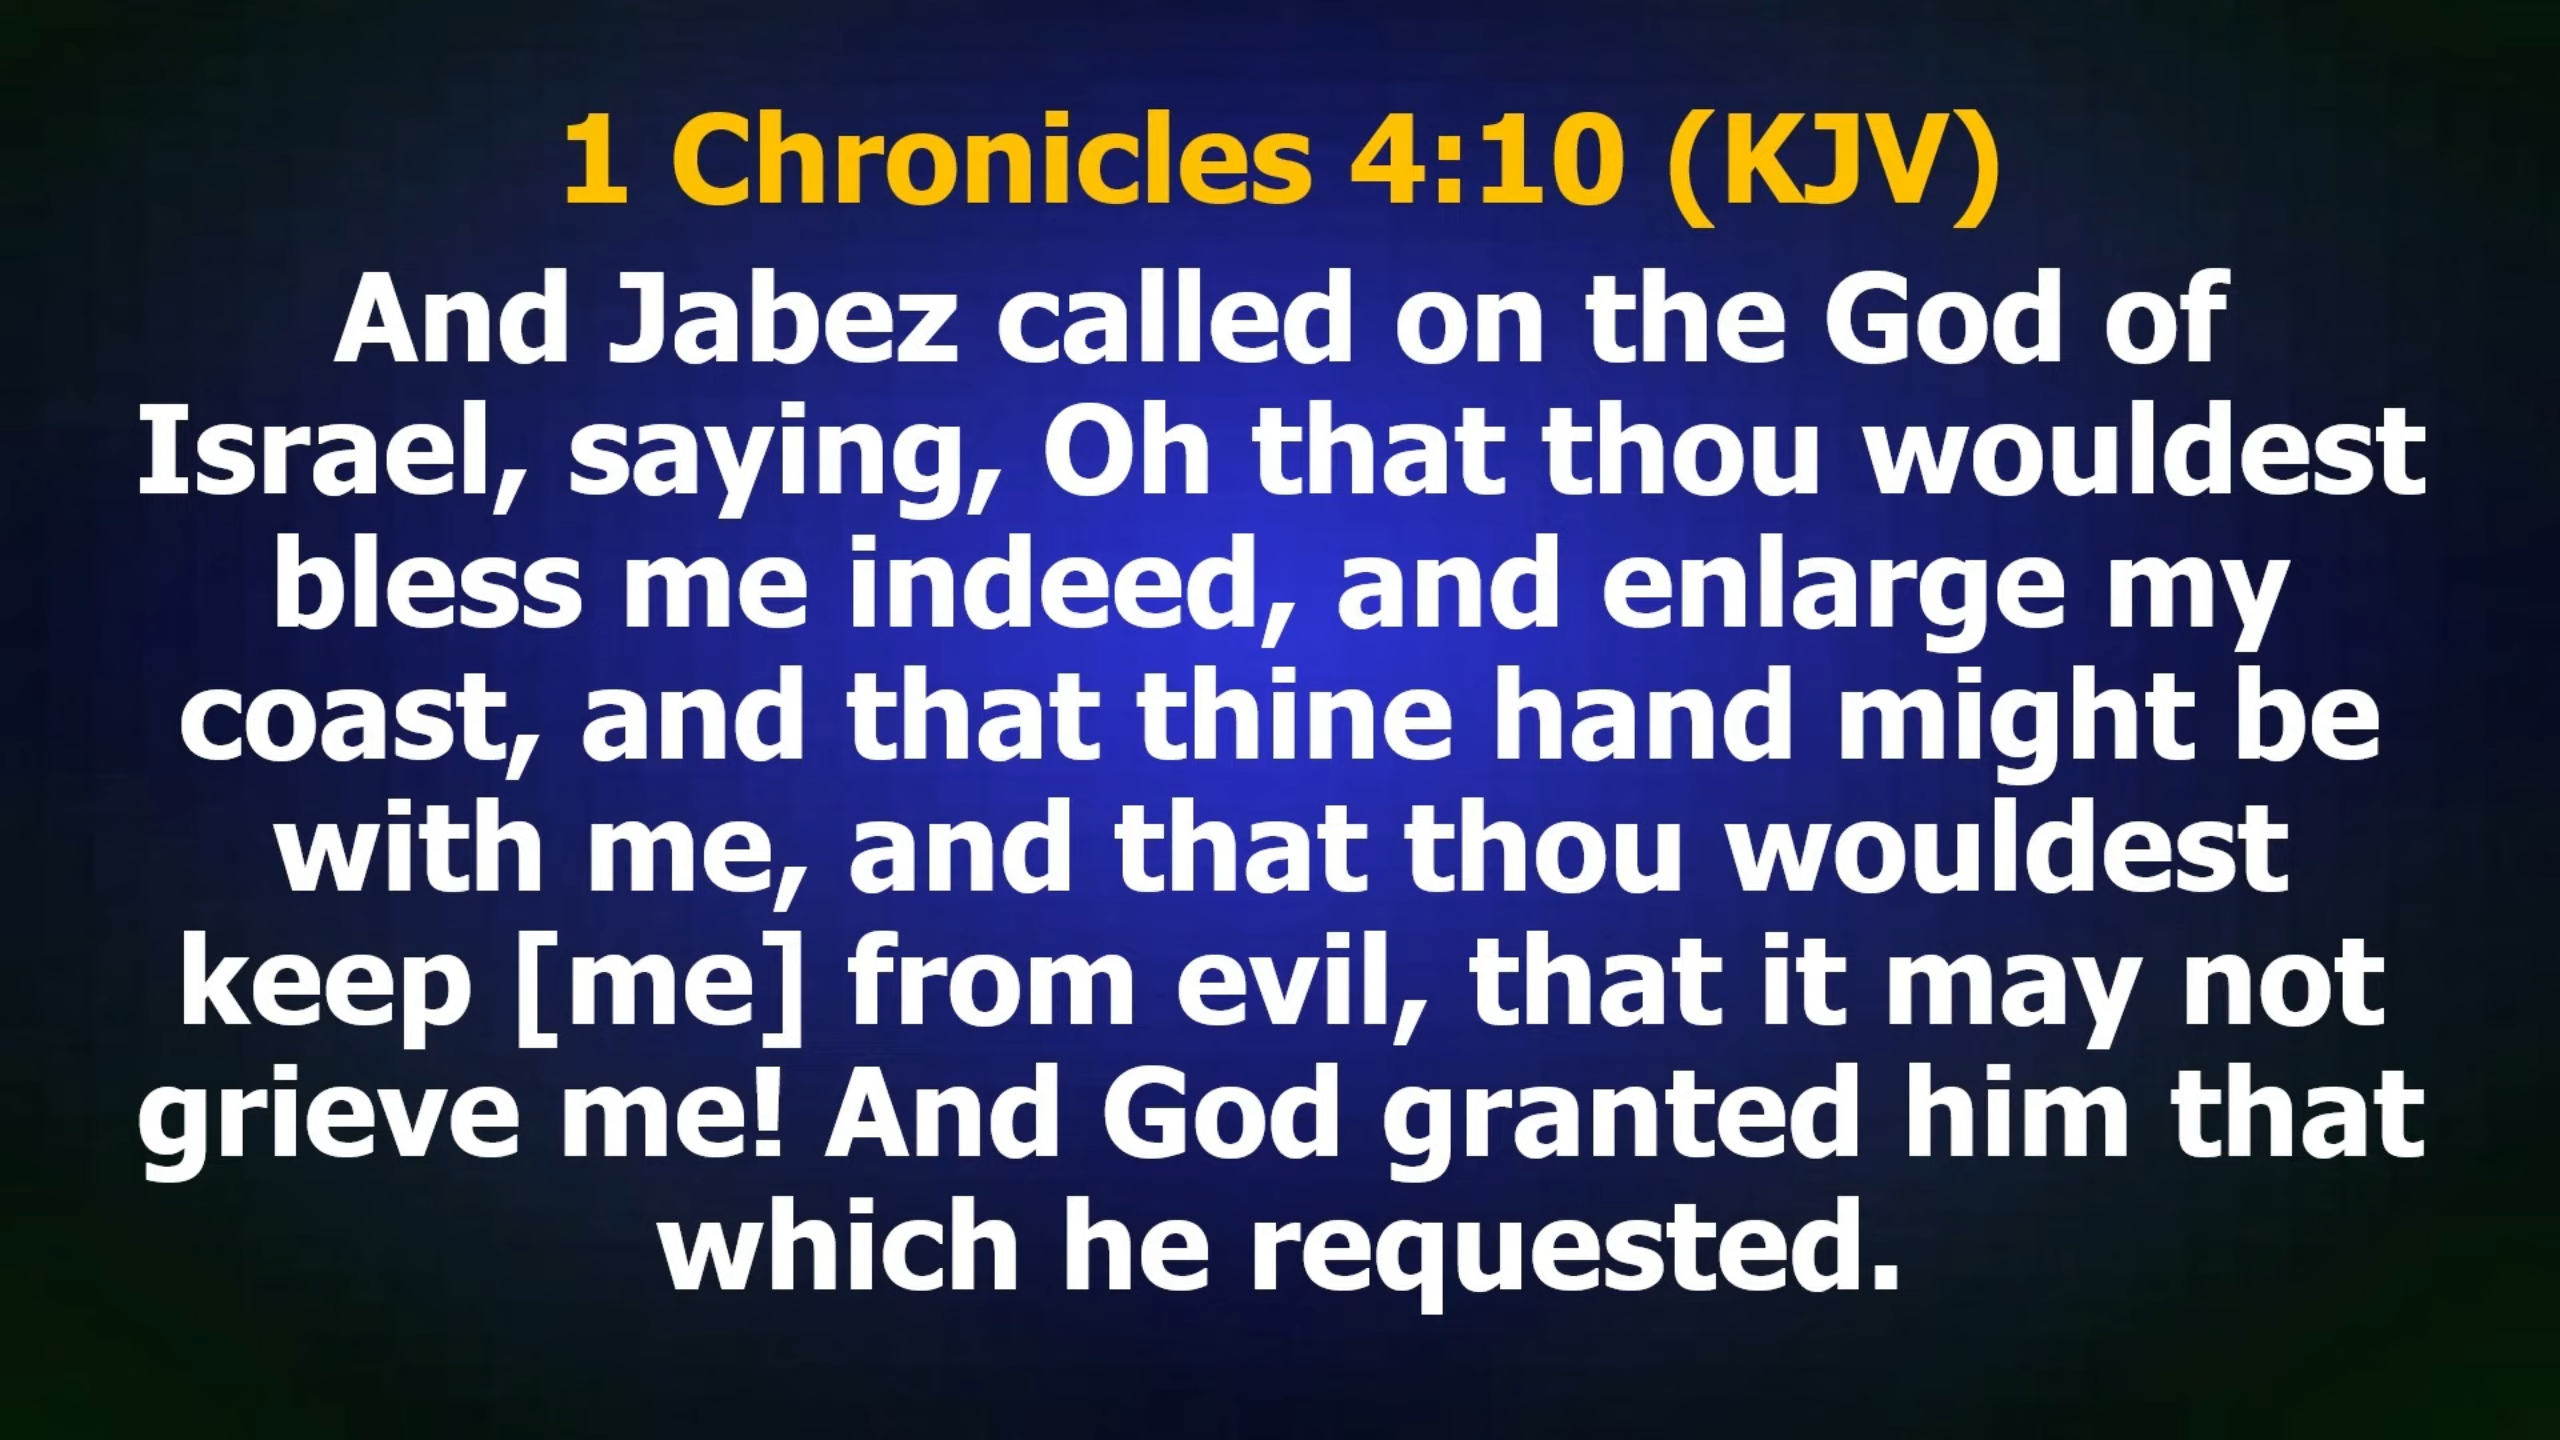 1 Chronicles 4:10 (KJV)
And Jabez called on the God of
Israel, saying, Oh that thou wouldest
bless me indeed, and enlarge my
coast, and that thine hand might be
with me, and that thou wouldest
keep [me] from evil, that it may not
grieve me! And God granted him that
which he requested.